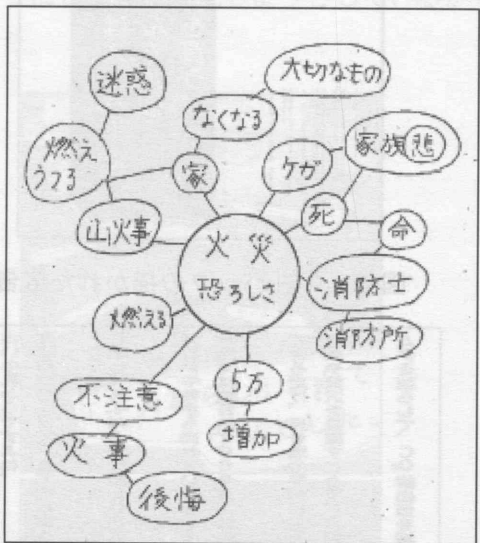 迷惑
大切なもの
なくなる
燃え
うつる
家
ケガ
家族 悲
山火事
死
命
火災
恐ろしさ
消防士
燃える
消防所
不注意
5万
火事
増加
後悔